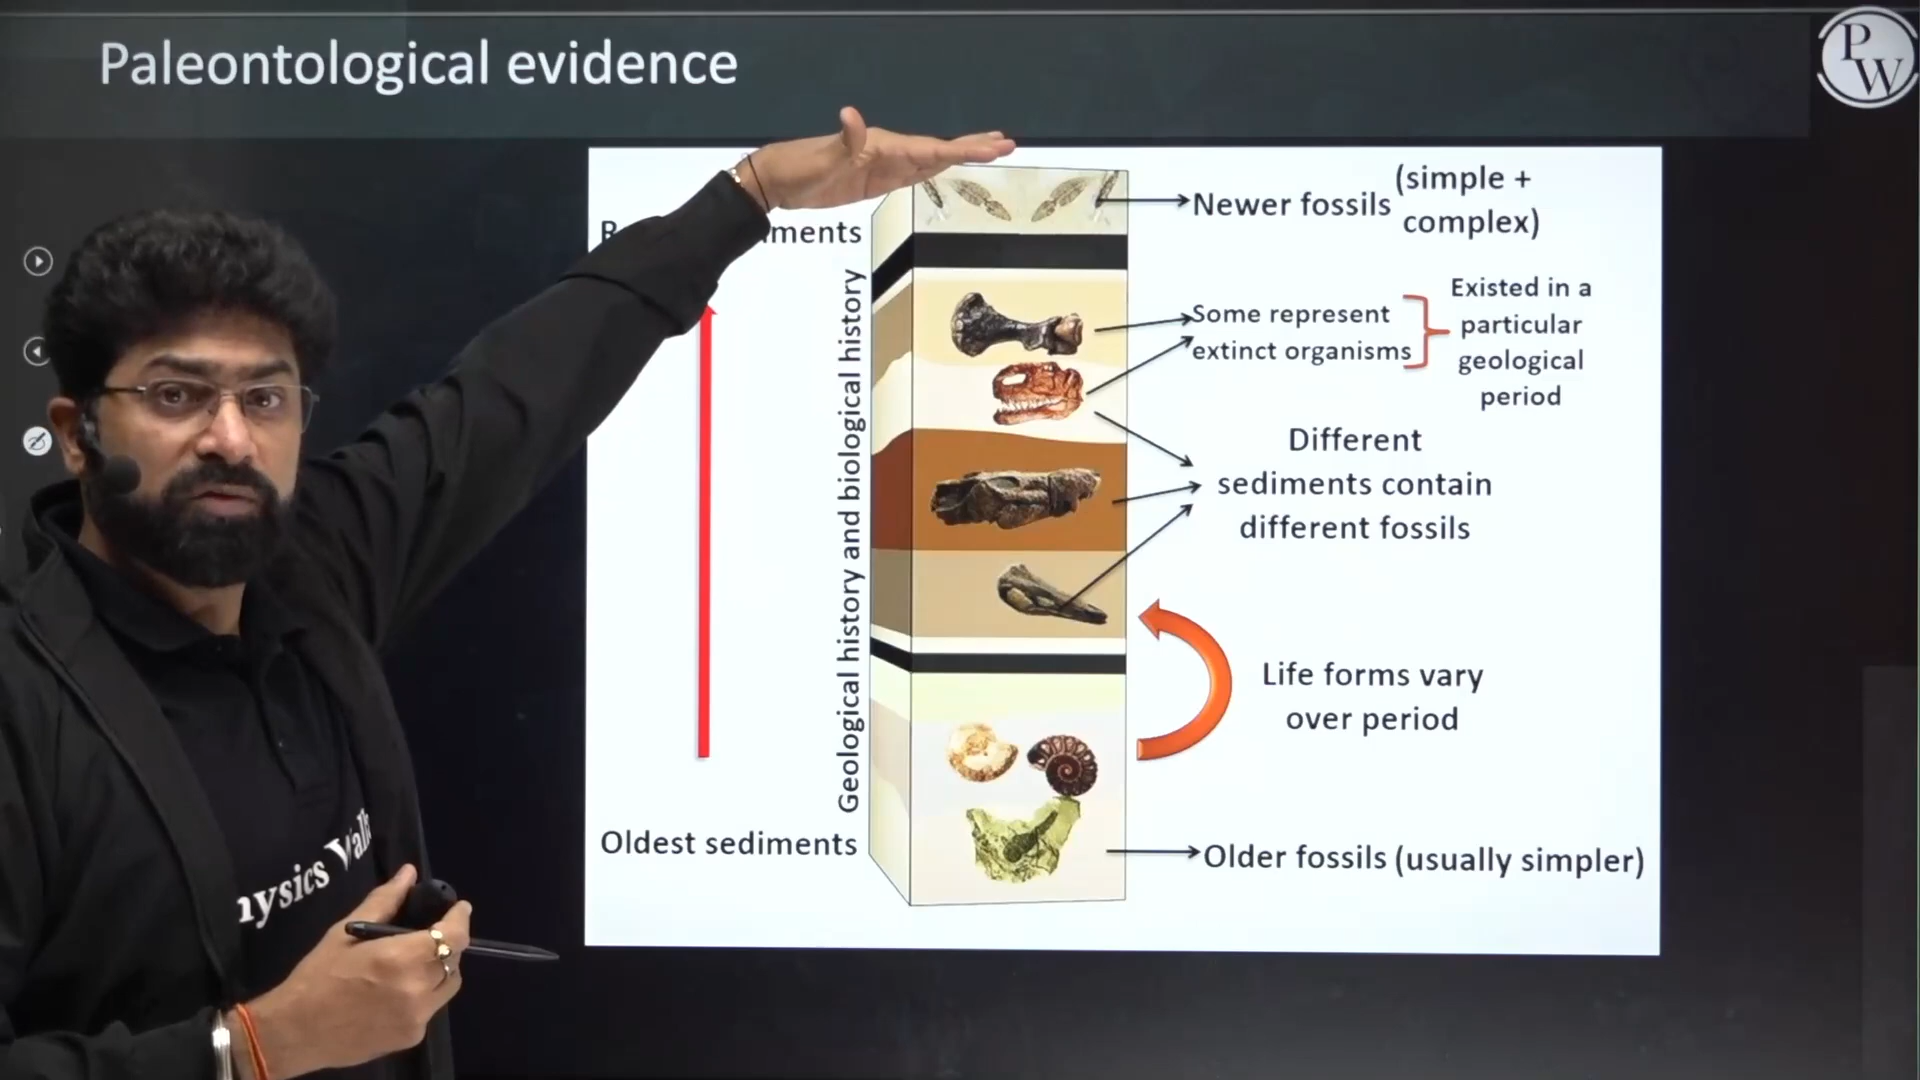 Paleontological evidence
PW
(simple +
Newer fossils
complex)
Existed in a
Some represent
particular
extinct organisms
geological
period
Different
sediments contain
different fossils
Geological history and biological history
Life forms vary
over period
Oldest sediments
Older fossils (usually simpler)